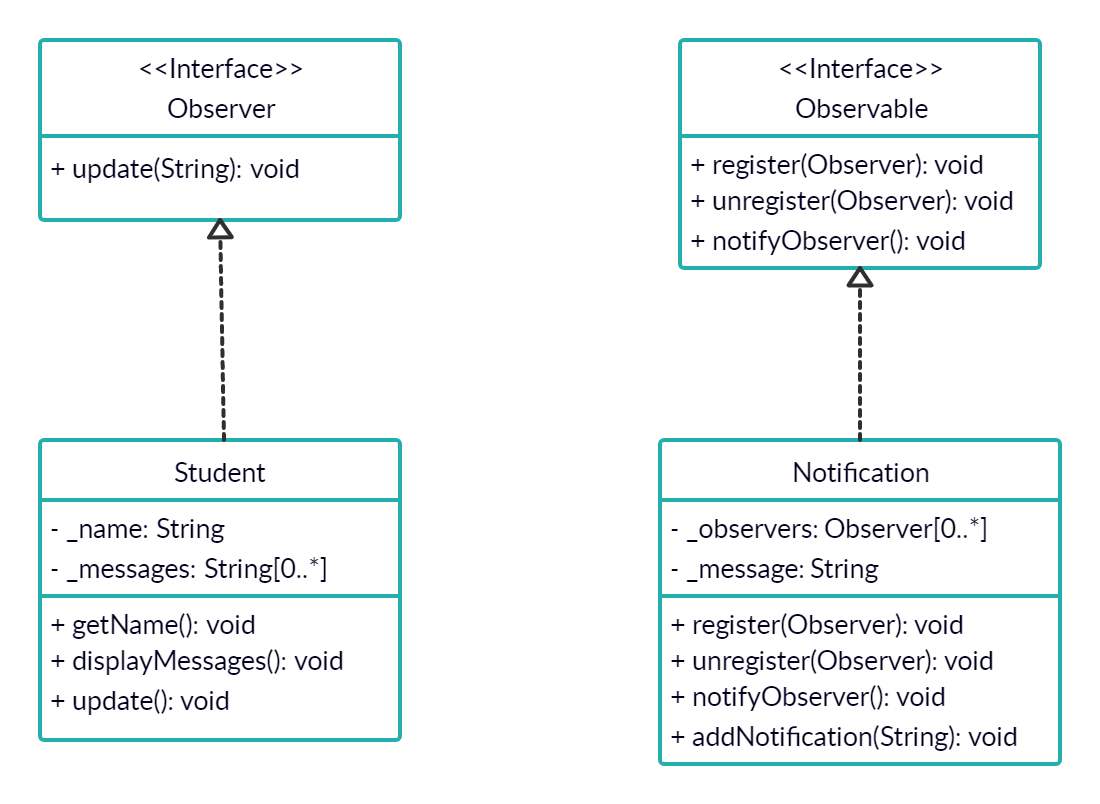 <<Interface>>
Observer
+ update(String): void
<<Interface>>
Observable
+ register(Observer): void
+ unregister(Observer): void
+ notifyObserver(): void
Student
- _name: String
- _messages: String[0..*]
+ getName(): void
+ displayMessages(): void
+ update(): void
Notification
- _observers: Observer[0..*]
- _message: String
+ register(Observer): void
+ unregister(Observer): void
+ notifyObserver(): void
+ addNotification(String): void